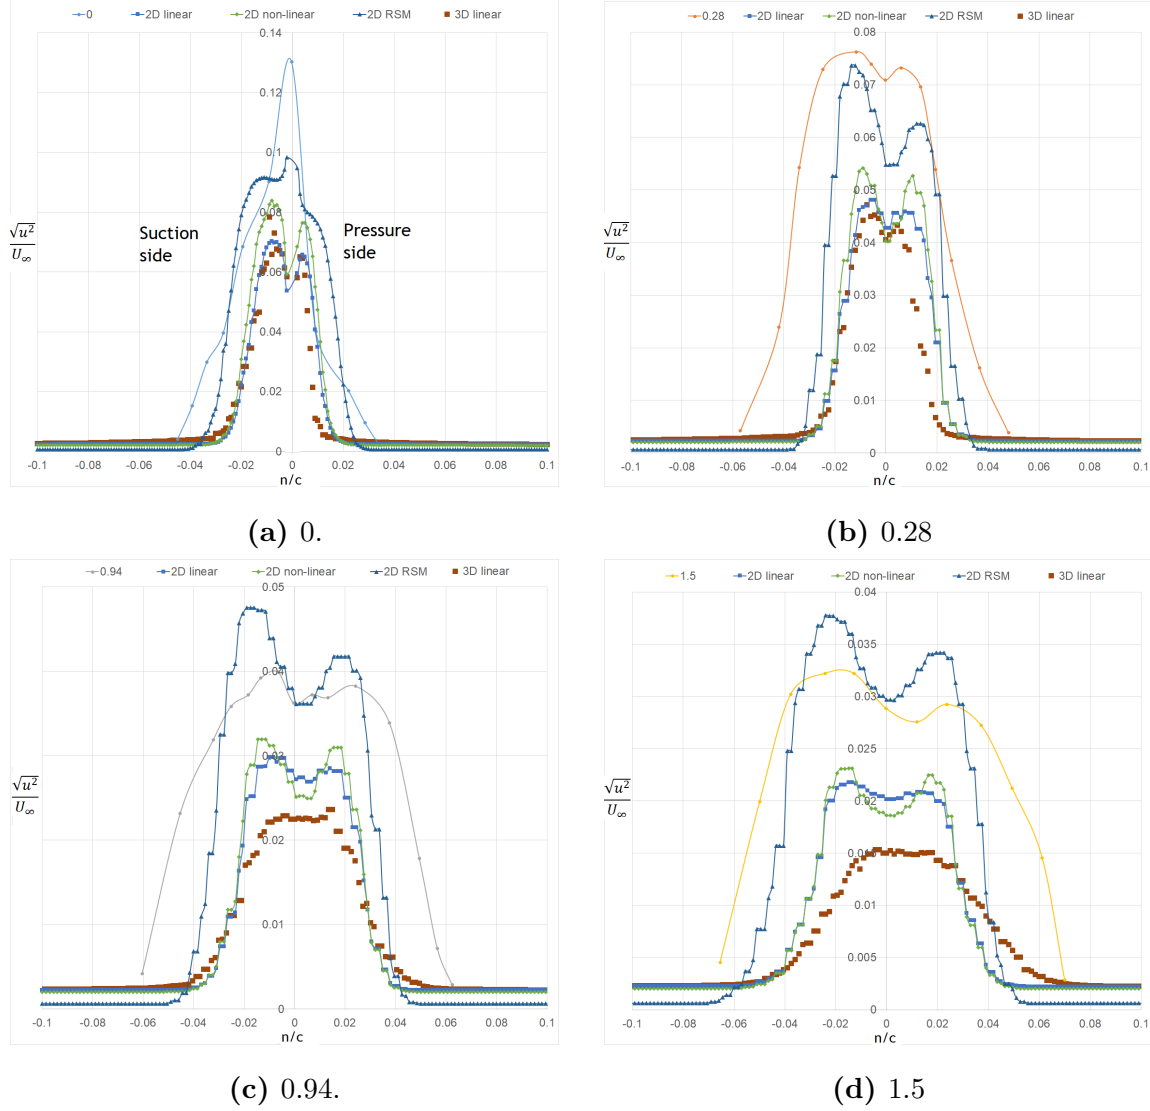 0 2D linear 2D non-linear 2D RSM 3D linear
0.14
0.12
0.1
0.08
0.06
0.04
0.02
0
√u² / U∞
Suction side
Pressure side
-0.1 -0.08 -0.06 -0.04 -0.02 0 0.02 0.04 0.06 0.08 0.1
n/c
(a) 0.
0.28 2D linear 2D non-linear 2D RSM 3D linear
0.08
0.07
0.06
0.05
0.04
0.03
0.02
0.01
0
√u² / U∞
-0.1 -0.08 -0.06 -0.04 -0.02 0 0.02 0.04 0.06 0.08 0.1
n/c
(b) 0.28
0.94 2D linear 2D non-linear 2D RSM 3D linear
0.05
0.04
0.03
0.02
0.01
0
√u² / U∞
-0.1 -0.08 -0.06 -0.04 -0.02 0 0.02 0.04 0.06 0.08 0.1
n/c
(c) 0.94.
1.5 2D linear 2D non-linear 2D RSM 3D linear
0.04
0.035
0.03
0.025
0.02
0.015
0.01
0.005
0
√u² / U∞
-0.1 -0.08 -0.06 -0.04 -0.02 0 0.02 0.04 0.06 0.08 0.1
n/c
(d) 1.5